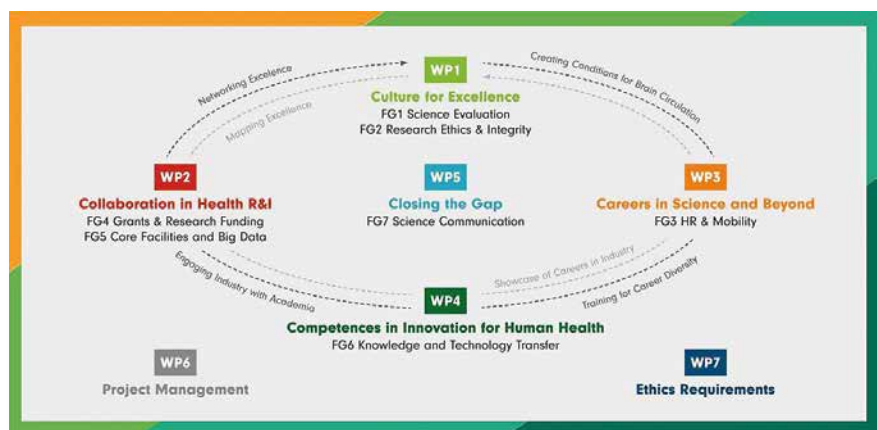 WP1
Culture for Excellence
FG1 Science Evaluation
FG2 Research Ethics & Integrity
Networking Excelence
Mapping Excellence
Creating Conditions for Brain Circulation
WP2
Collaboration in Health R&I
FG4 Grants & Research Funding
FG5 Core Facilities and Big Data
WP5
Closing the Gap
FG7 Science Communication
WP3
Careers in Science and Beyond
FG3 HR & Mobility
Engaging Industry with Academia
Showcase of Careers in Industry
Training for Career Diversity
WP4
Competences in Innovation for Human Health
FG6 Knowledge and Technology Transfer
WP6
Project Management
WP7
Ethics Requirements